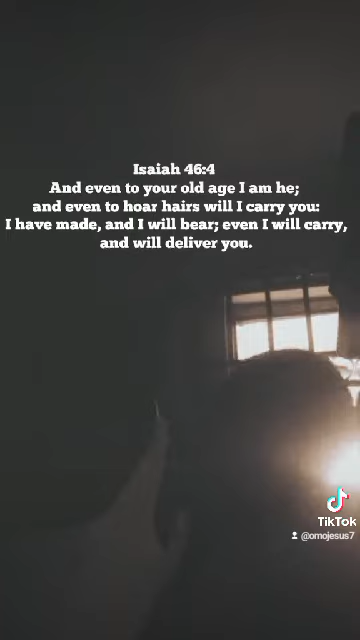 Isaiah 46:4
And even to your old age I am he;
and even to hoar hairs will I carry you:
I have made, and I will bear; even I will carry,
and will deliver you.
TikTok
@omojesus7